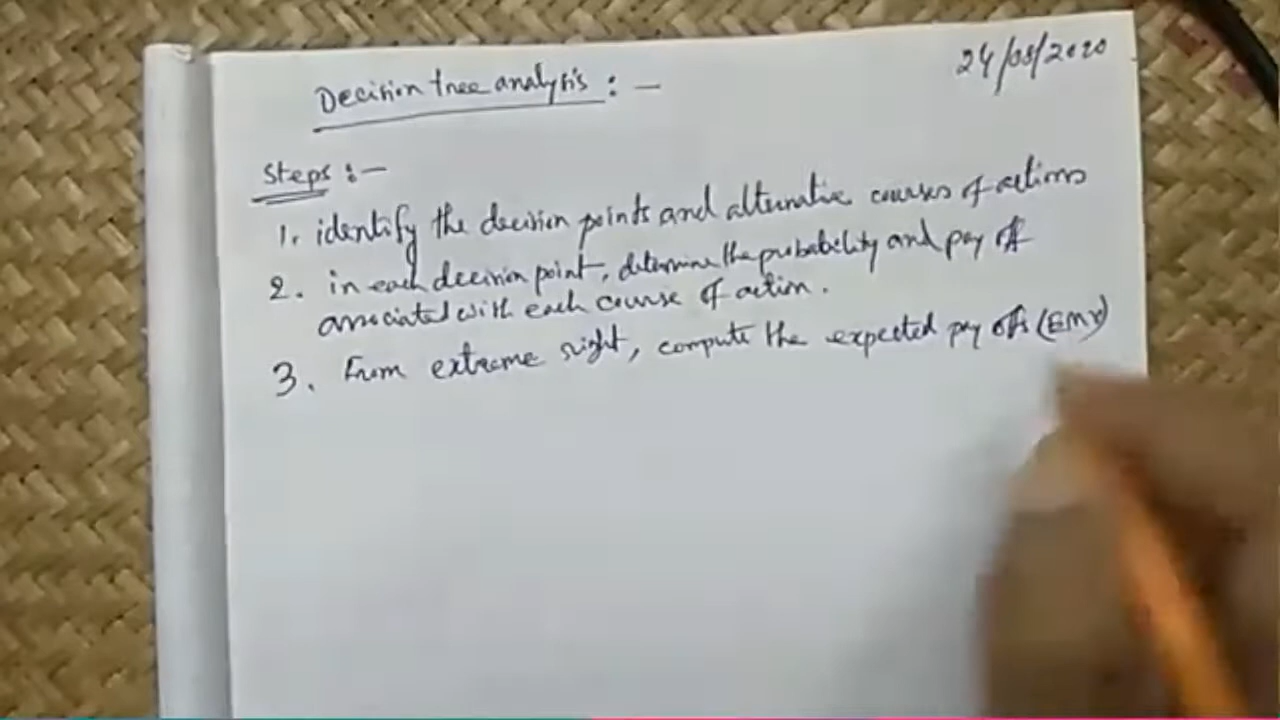 24/08/2020
Decision tree analysis : -
Steps :-
1. identify the decision points and alternative courses of actions
2. in each decision point, determine the probability and pay off
associated with each course of action.
3. From extreme right, compute the expected pay offs (EMV)